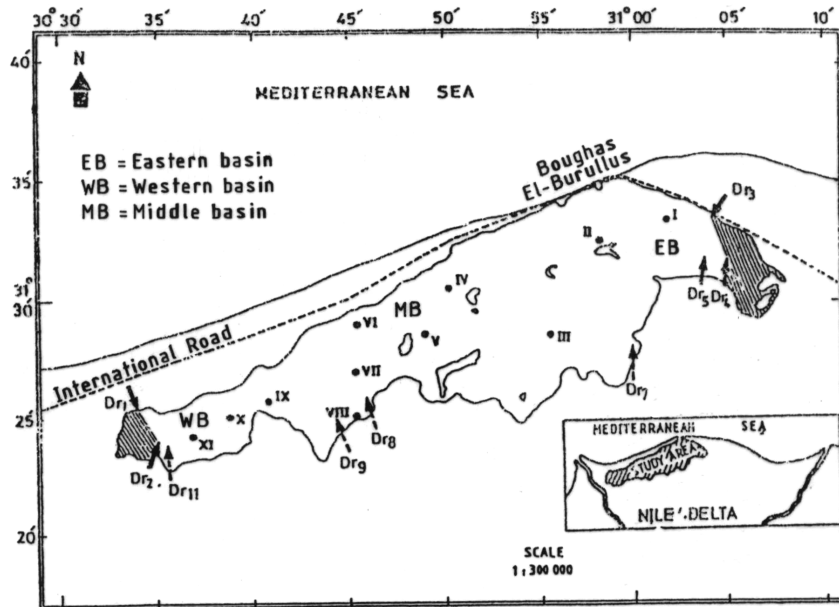 30° 30' 35' 40' 45' 50' 55' 31° 00' 05' 10'
40'
N
MEDITERRANEAN SEA
EB = Eastern basin
WB = Western basin
MB = Middle basin
Boughas
El-Burullus
35'
Dr3
I
II
EB
IV
30'
30°
MB
Dr5 Dr4
VI
V
III
International Road
VII
Dr7
IX
Dr1
25'
WB
X
VIII
XI
Dr8
Dr9
Dr2
Dr11
MEDITERRANEAN SEA
STUDY AREA
NILE DELTA
20'
SCALE
1:300 000